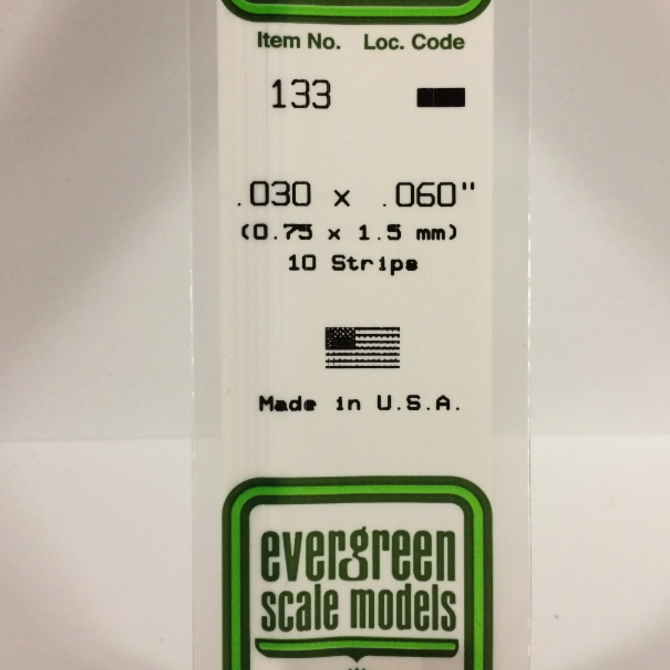 Item No. Loc. Code
133
.030 x .060"
(0.75 x 1.5 mm)
10 Strips
Made in U.S.A.
evergreen
scale models